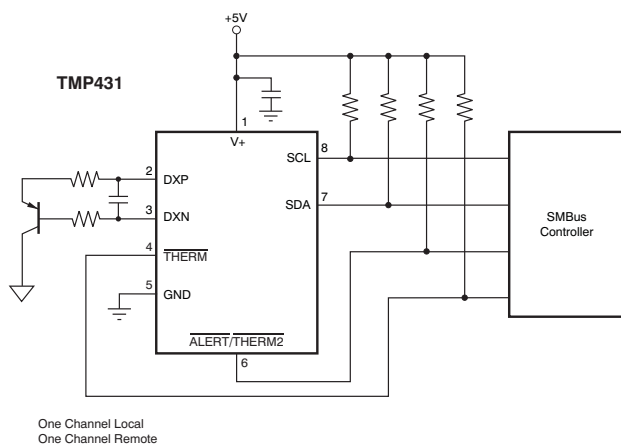 +5V
TMP431
1
V+
8
SCL
2
DXP
7
SDA
3
DXN
SMBus
Controller
4
THERM
5
GND
ALERT/THERM2
6
One Channel Local
One Channel Remote